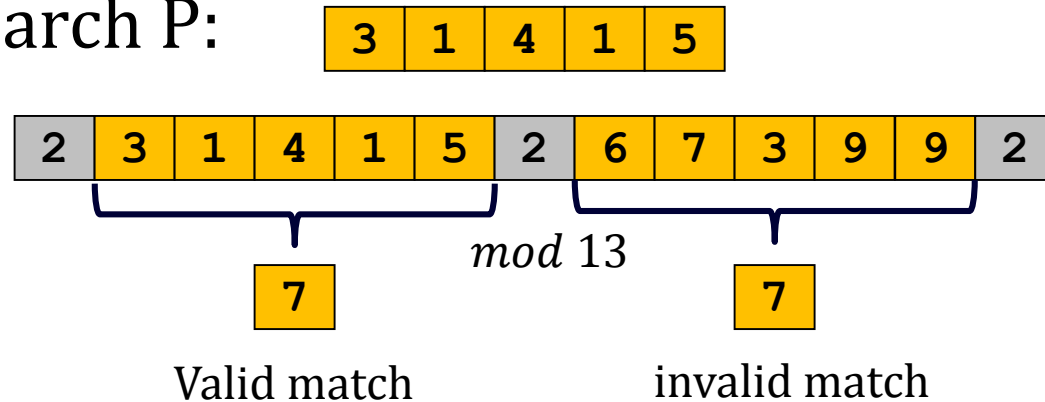 arch P: 3 1 4 1 5
2 3 1 4 1 5 2 6 7 3 9 9 2
mod 13
7 7
Valid match invalid match